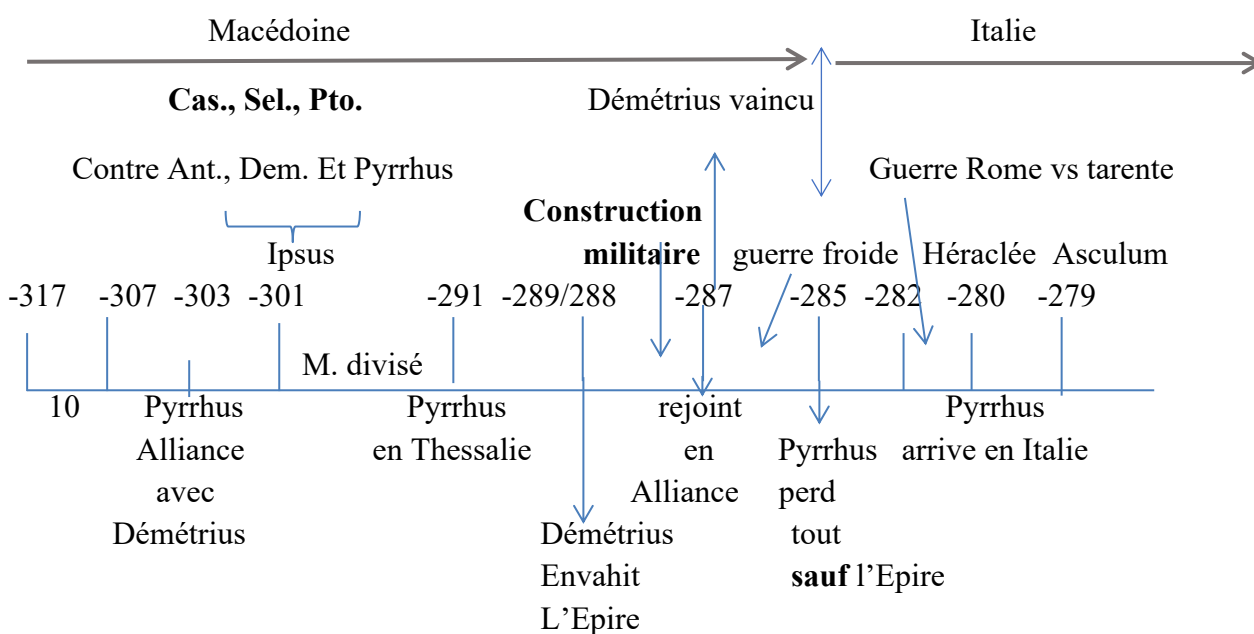 Macédoine Italie
Cas., Sel., Pto. Démétrius vaincu
Contre Ant., Dem. Et Pyrrhus Guerre Rome vs tarente
Construction
Ipsus militaire guerre froide Héraclée Asculum
-317 -307 -303 -301 -291 -289/288 -287 -285 -282 -280 -279
M. divisé
10 Pyrrhus Pyrrhus rejoint Pyrrhus
Alliance en Thessalie en Pyrrhus arrive en Italie
avec Alliance perd
Démétrius Démétrius tout
Envahit sauf l’Epire
L’Epire